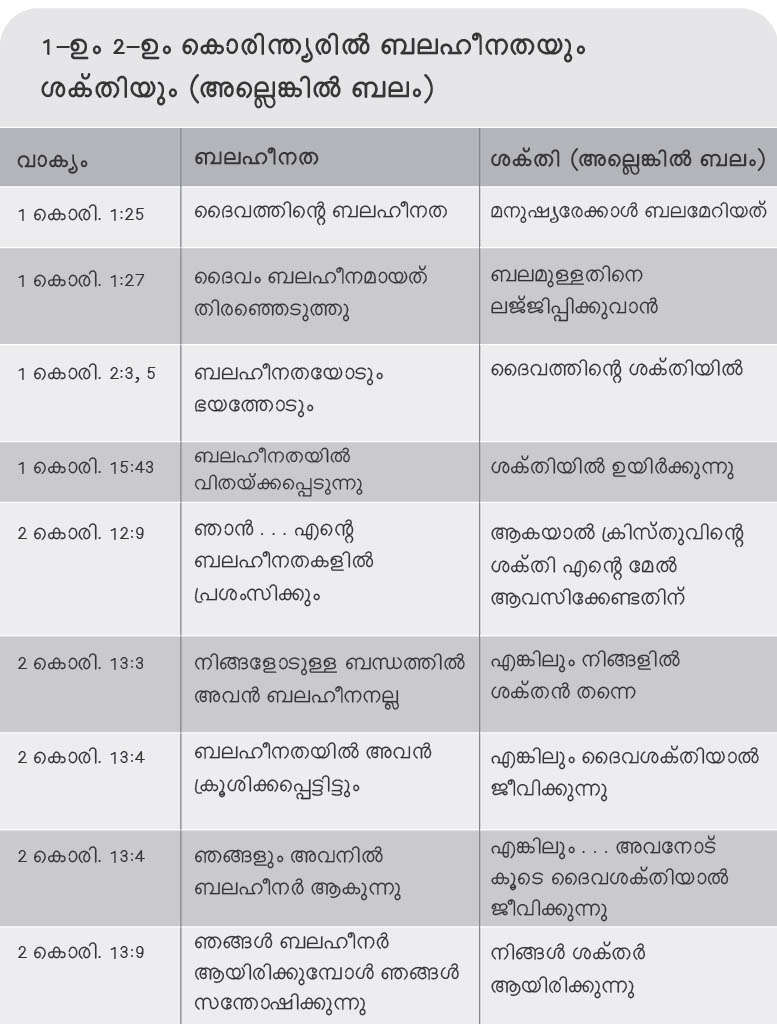 1-ഉം 2-ഉം കൊരിന്ത്യരിൽ ബലഹീനതയും
ശക്തിയും (അല്ലെങ്കിൽ ബലം)
വാക്യം
ബലഹീനത
ശക്തി (അല്ലെങ്കിൽ ബലം)
1 കൊരി. 1:25
ദൈവത്തിന്റെ ബലഹീനത
മനുഷ്യരേക്കാൾ ബലമേറിയത്
1 കൊരി. 1:27
ദൈവം ബലഹീനമായത്
തിരഞ്ഞെടുത്തു
ബലമുള്ളതിനെ
ലജ്ജിപ്പിക്കുവാൻ
1 കൊരി. 2:3, 5
ബലഹീനതയോടും
ഭയത്തോടും
ദൈവത്തിന്റെ ശക്തിയിൽ
1 കൊരി. 15:43
ബലഹീനതയിൽ
വിതയ്ക്കപ്പെടുന്നു
ശക്തിയിൽ ഉയിർക്കുന്നു
2 കൊരി. 12:9
ഞാൻ . . . എന്റെ
ബലഹീനതകളിൽ
പ്രശംസിക്കും
ആകയാൽ ക്രിസ്തുവിന്റെ
ശക്തി എന്റെ മേൽ
ആവസിക്കേണ്ടതിന്
2 കൊരി. 13:3
നിങ്ങളോടുള്ള ബന്ധത്തിൽ
അവൻ ബലഹീനനല്ല
എങ്കിലും നിങ്ങളിൽ
ശക്തൻ തന്നെ
2 കൊരി. 13:4
ബലഹീനതയിൽ അവൻ
ക്രൂശിക്കപ്പെട്ടിട്ടും
എങ്കിലും ദൈവശക്തിയാൽ
ജീവിക്കുന്നു
2 കൊരി. 13:4
ഞങ്ങളും അവനിൽ
ബലഹീനർ ആകുന്നു
എങ്കിലും . . . അവനോട്
കൂടെ ദൈവശക്തിയാൽ
ജീവിക്കുന്നു
2 കൊരി. 13:9
ഞങ്ങൾ ബലഹീനർ
ആയിരിക്കുമ്പോൾ ഞങ്ങൾ
സന്തോഷിക്കുന്നു
നിങ്ങൾ ശക്തർ
ആയിരിക്കുന്നു